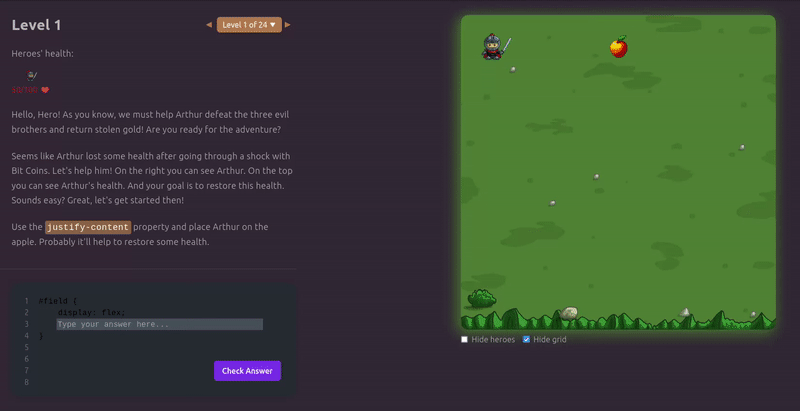 Level 1
◀ Level 1 of 24 ▼ ▶
Heroes' health:
Hello, Hero! As you know, we must help Arthur defeat the three evil
brothers and return stolen gold! Are you ready for the adventure?
Seems like Arthur lost some health after going through a shock with
Bit Coins. Let's help him! On the right you can see Arthur. On the top
you can see Arthur's health. And your goal is to restore this health.
Sounds easy? Great, let's get started then!
Use the justify-content property and place Arthur on the
apple. Probably it'll help to restore some health.
1 #field {
2 display: flex;
3 Type your answer here...
4 }
5
6
7
8
Check Answer
Hide heroes Hide grid